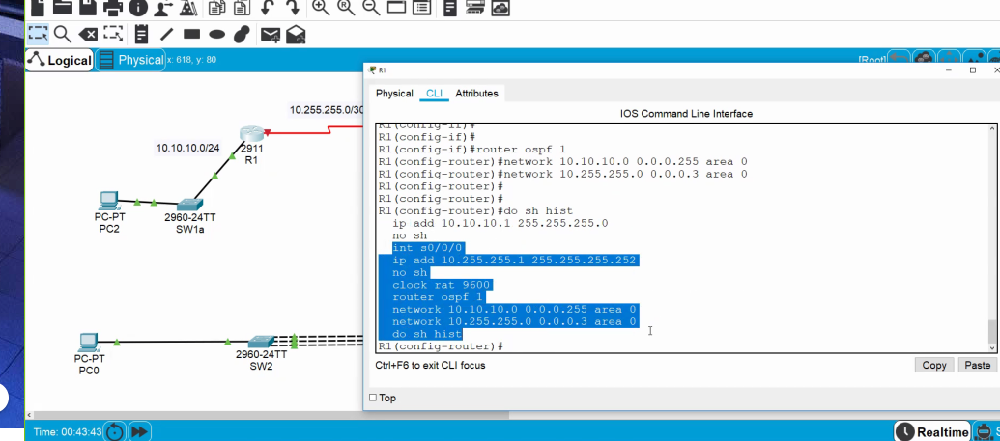 Logical
Physical
x: 618, y: 80
[Root]
10.255.255.0/30
10.10.10.0/24
2911
R1
PC-PT
PC2
2960-24TT
SW1a
PC-PT
PC0
2960-24TT
SW2
R1
Physical CLI Attributes
IOS Command Line Interface
R1(config-if)#
R1(config-if)#
R1(config-if)#router ospf 1
R1(config-router)#network 10.10.10.0 0.0.0.255 area 0
R1(config-router)#network 10.255.255.0 0.0.0.3 area 0
R1(config-router)#
R1(config-router)#
R1(config-router)#do sh hist
ip add 10.10.10.1 255.255.255.0
no sh
int s0/0/0
ip add 10.255.255.1 255.255.255.252
no sh
clock rat 9600
router ospf 1
network 10.10.10.0 0.0.0.255 area 0
network 10.255.255.0 0.0.0.3 area 0
do sh hist
R1(config-router)#
Ctrl+F6 to exit CLI focus
Copy Paste
Top
Time: 00:43:43
Realtime